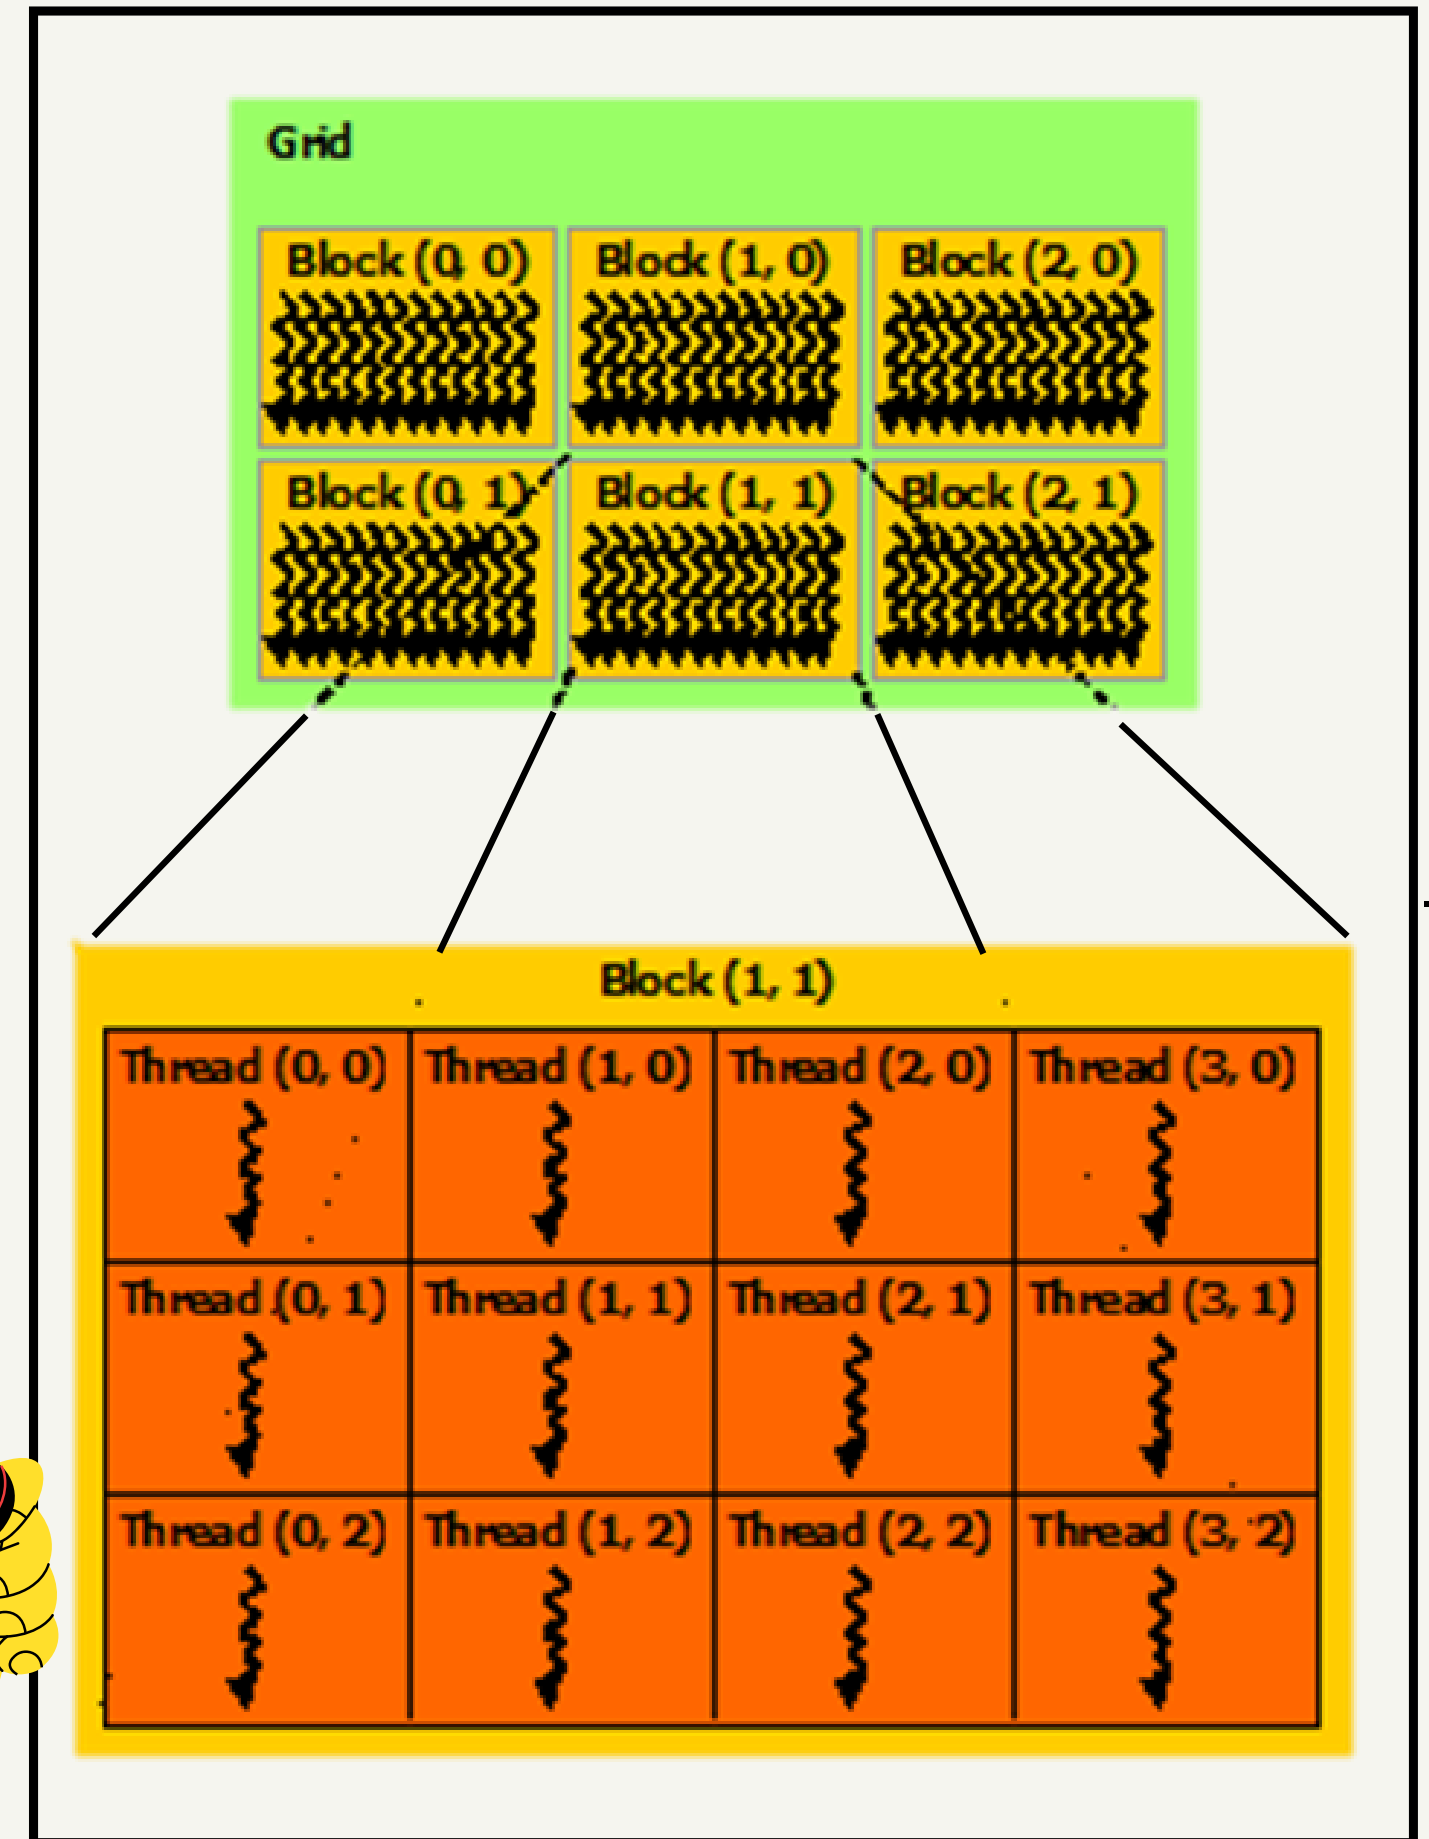 Grid
Block (0, 0) Block (1, 0) Block (2, 0)
Block (0, 1) Block (1, 1) Block (2, 1)
Block (1, 1)
Thread (0, 0) Thread (1, 0) Thread (2, 0) Thread (3, 0)
Thread (0, 1) Thread (1, 1) Thread (2, 1) Thread (3, 1)
Thread (0, 2) Thread (1, 2) Thread (2, 2) Thread (3, 2)